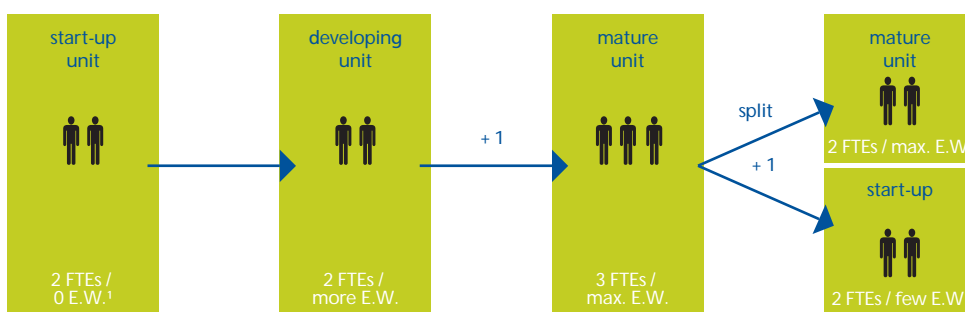 start-up
unit
2 FTEs /
0 E.W.¹
developing
unit
2 FTEs /
more E.W.
+ 1
mature
unit
3 FTEs /
max. E.W.
split
+ 1
mature
unit
2 FTEs / max. E.W
start-up
2 FTEs / few E.W